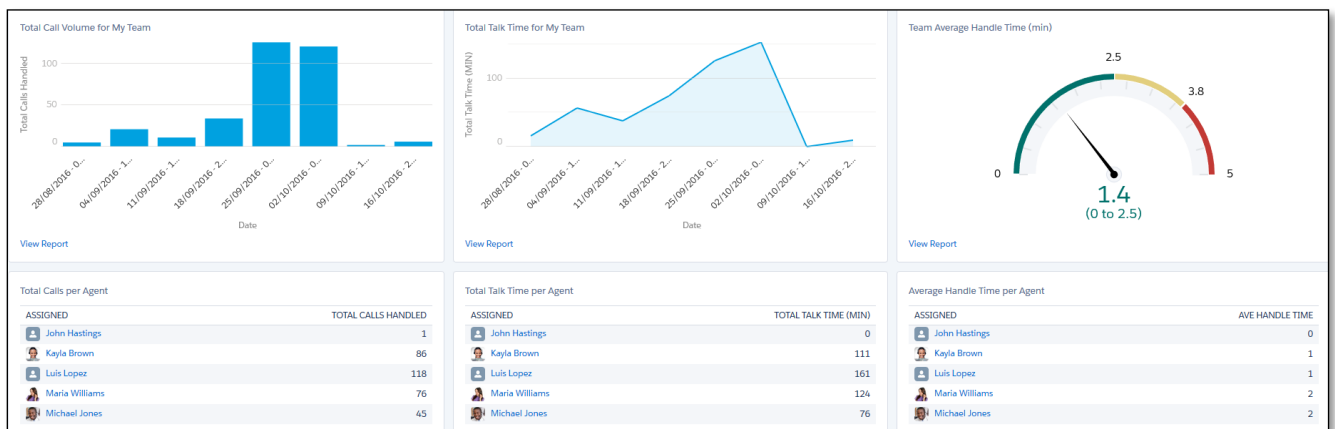 Total Call Volume for My Team
Total Calls Handled
100
50
0
28/08/2016 - 0...
04/09/2016 - 1...
11/09/2016 - 1...
18/09/2016 - 2...
25/09/2016 - 0...
02/10/2016 - 0...
09/10/2016 - 1...
16/10/2016 - 2...
Date
View Report
Total Talk Time for My Team
Total Talk Time (MIN)
100
0
28/08/2016 - 0...
04/09/2016 - 1...
11/09/2016 - 1...
18/09/2016 - 2...
25/09/2016 - 0...
02/10/2016 - 0...
09/10/2016 - 1...
16/10/2016 - 2...
Date
View Report
Team Average Handle Time (min)
2.5
3.8
0
5
1.4
(0 to 2.5)
View Report
Total Calls per Agent
ASSIGNED TOTAL CALLS HANDLED
John Hastings 1
Kayla Brown 86
Luis Lopez 118
Maria Williams 76
Michael Jones 45
Total Talk Time per Agent
ASSIGNED TOTAL TALK TIME (MIN)
John Hastings 0
Kayla Brown 111
Luis Lopez 161
Maria Williams 124
Michael Jones 76
Average Handle Time per Agent
ASSIGNED AVE HANDLE TIME
John Hastings 0
Kayla Brown 1
Luis Lopez 1
Maria Williams 2
Michael Jones 2